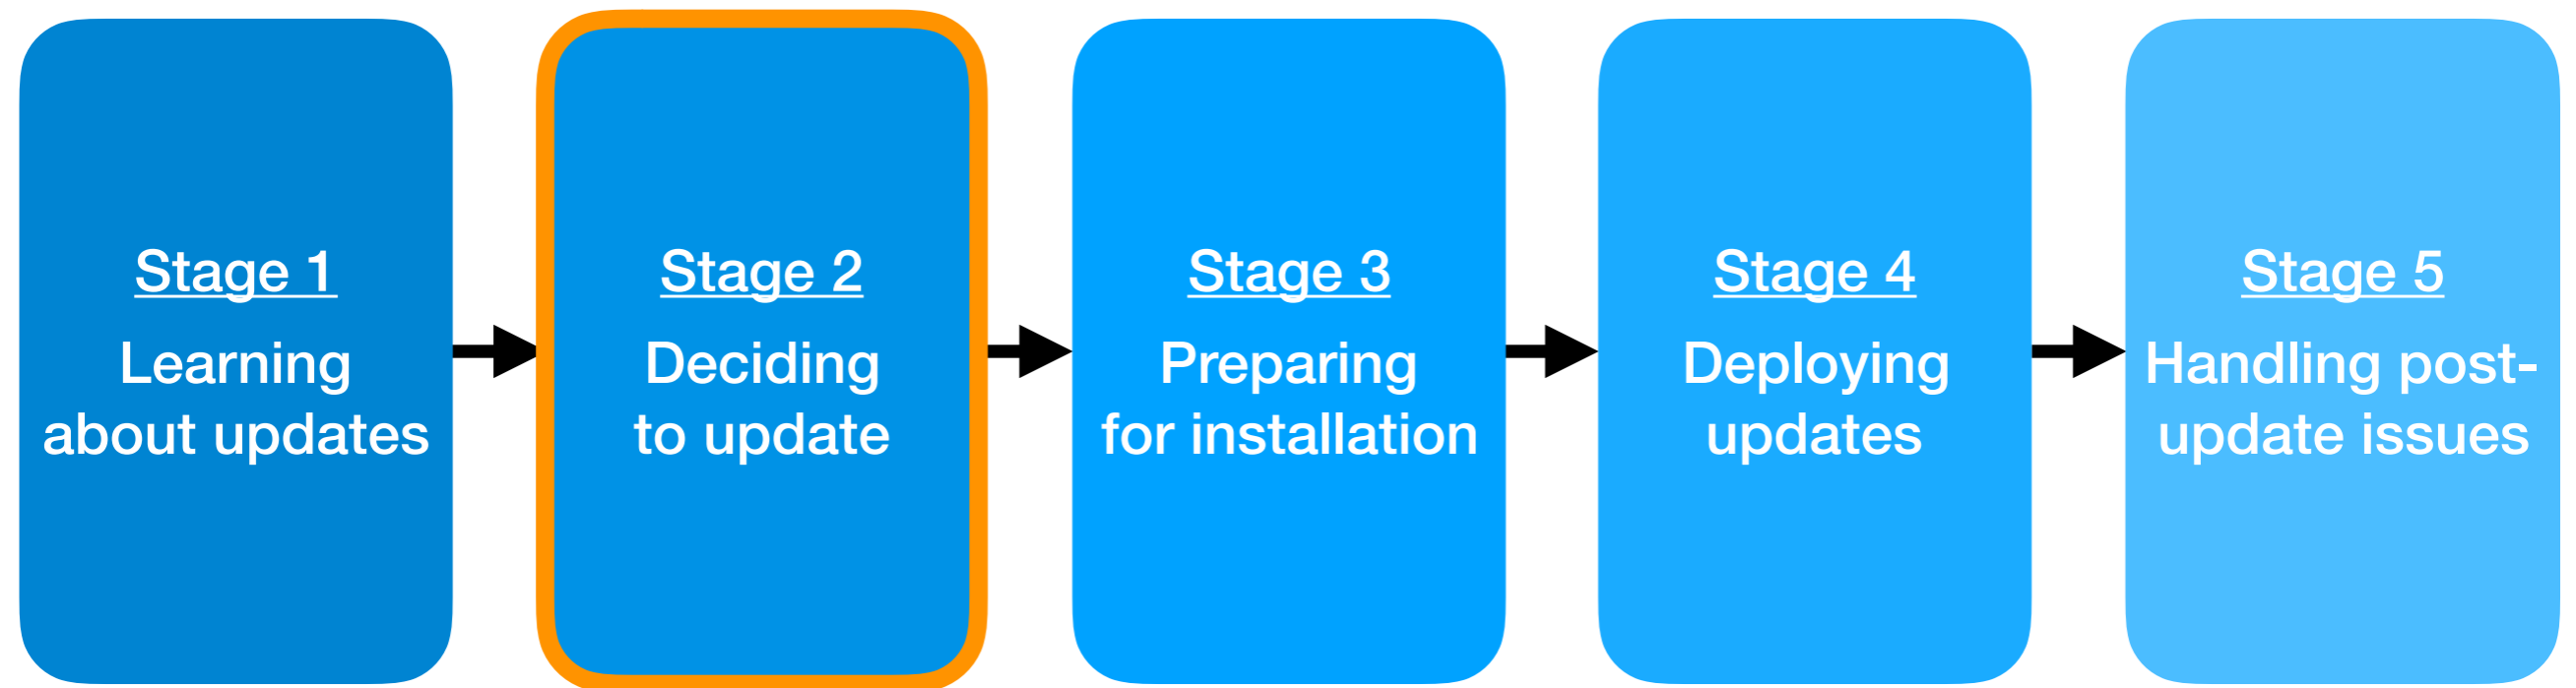 Stage 1
Learning
about updates
Stage 2
Deciding
to update
Stage 3
Preparing
for installation
Stage 4
Deploying
updates
Stage 5
Handling post-
update issues